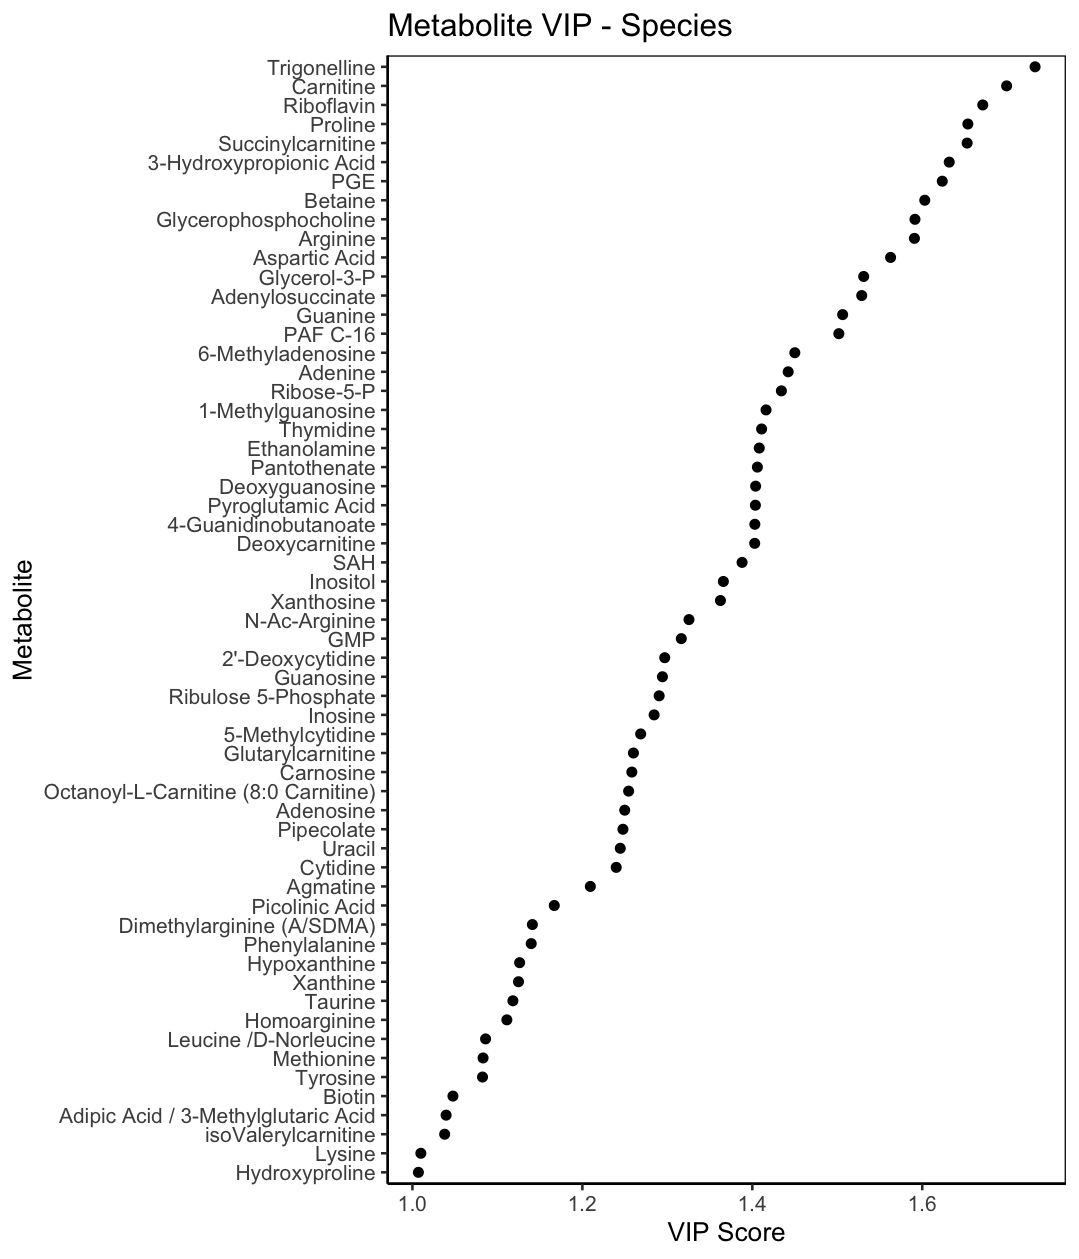 Metabolite VIP - Species
Trigonelline
Carnitine
Riboflavin
Proline
Succinylcarnitine
3-Hydroxypropionic Acid
PGE
Betaine
Glycerophosphocholine
Arginine
Aspartic Acid
Glycerol-3-P
Adenylosuccinate
Guanine
PAF C-16
6-Methyladenosine
Adenine
Ribose-5-P
1-Methylguanosine
Thymidine
Ethanolamine
Pantothenate
Deoxyguanosine
Pyroglutamic Acid
4-Guanidinobutanoate
Deoxycarnitine
SAH
Inositol
Xanthosine
N-Ac-Arginine
GMP
2'-Deoxycytidine
Guanosine
Ribulose 5-Phosphate
Inosine
5-Methylcytidine
Glutarylcarnitine
Carnosine
Octanoyl-L-Carnitine (8:0 Carnitine)
Adenosine
Pipecolate
Uracil
Cytidine
Agmatine
Picolinic Acid
Dimethylarginine (A/SDMA)
Phenylalanine
Hypoxanthine
Xanthine
Taurine
Homoarginine
Leucine /D-Norleucine
Methionine
Tyrosine
Biotin
Adipic Acid / 3-Methylglutaric Acid
isoValerylcarnitine
Lysine
Hydroxyproline
Metabolite
1.0 1.2 1.4 1.6
VIP Score